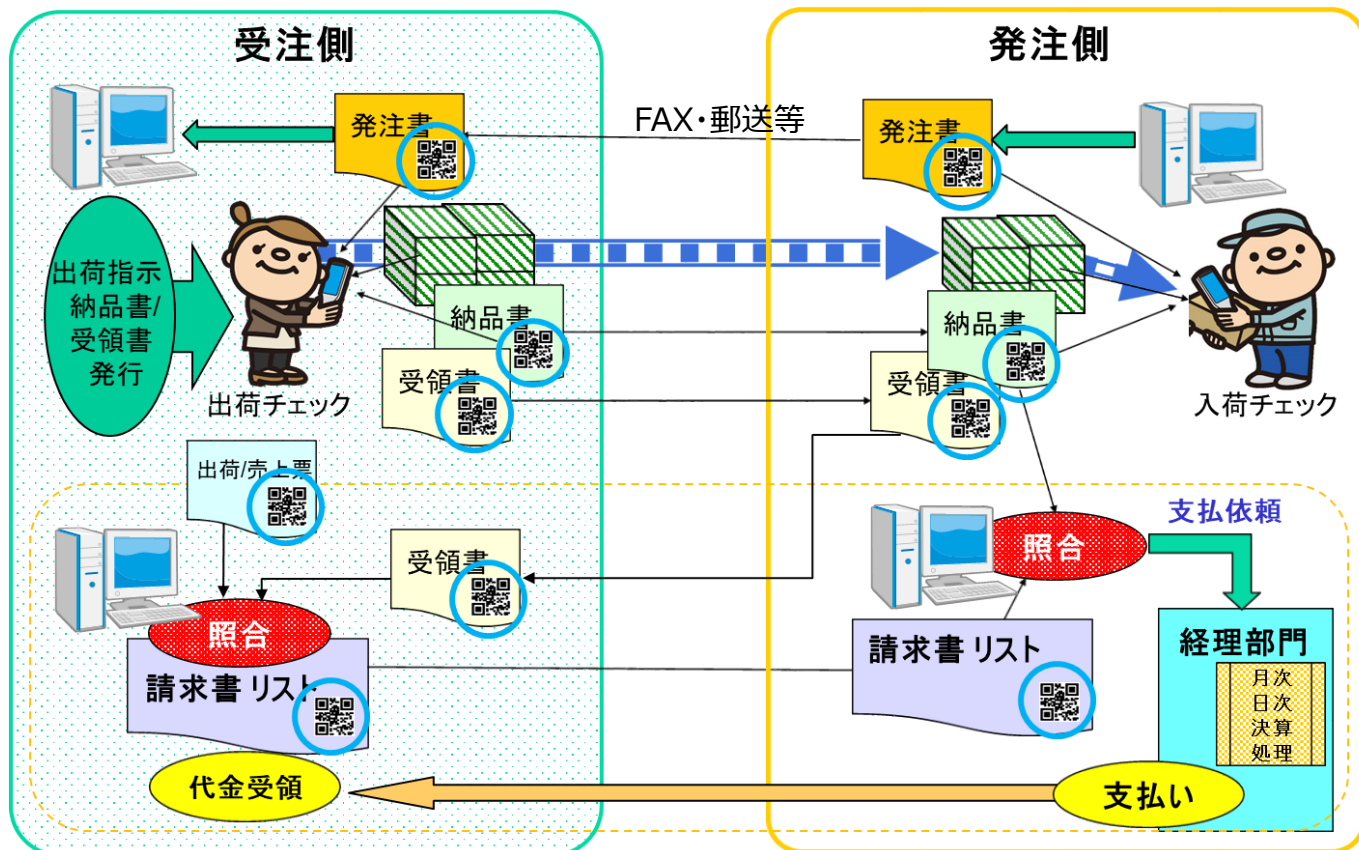 受注側
発注側
発注書
FAX・郵送等
発注書
出荷指示
納品書/
受領書
発行
納品書
納品書
受領書
受領書
出荷チェック
入荷チェック
出荷/売上票
支払依頼
受領書
照合
照合
請求書 リスト
請求書 リスト
経理部門
月次
日次
決算
処理
代金受領
支払い